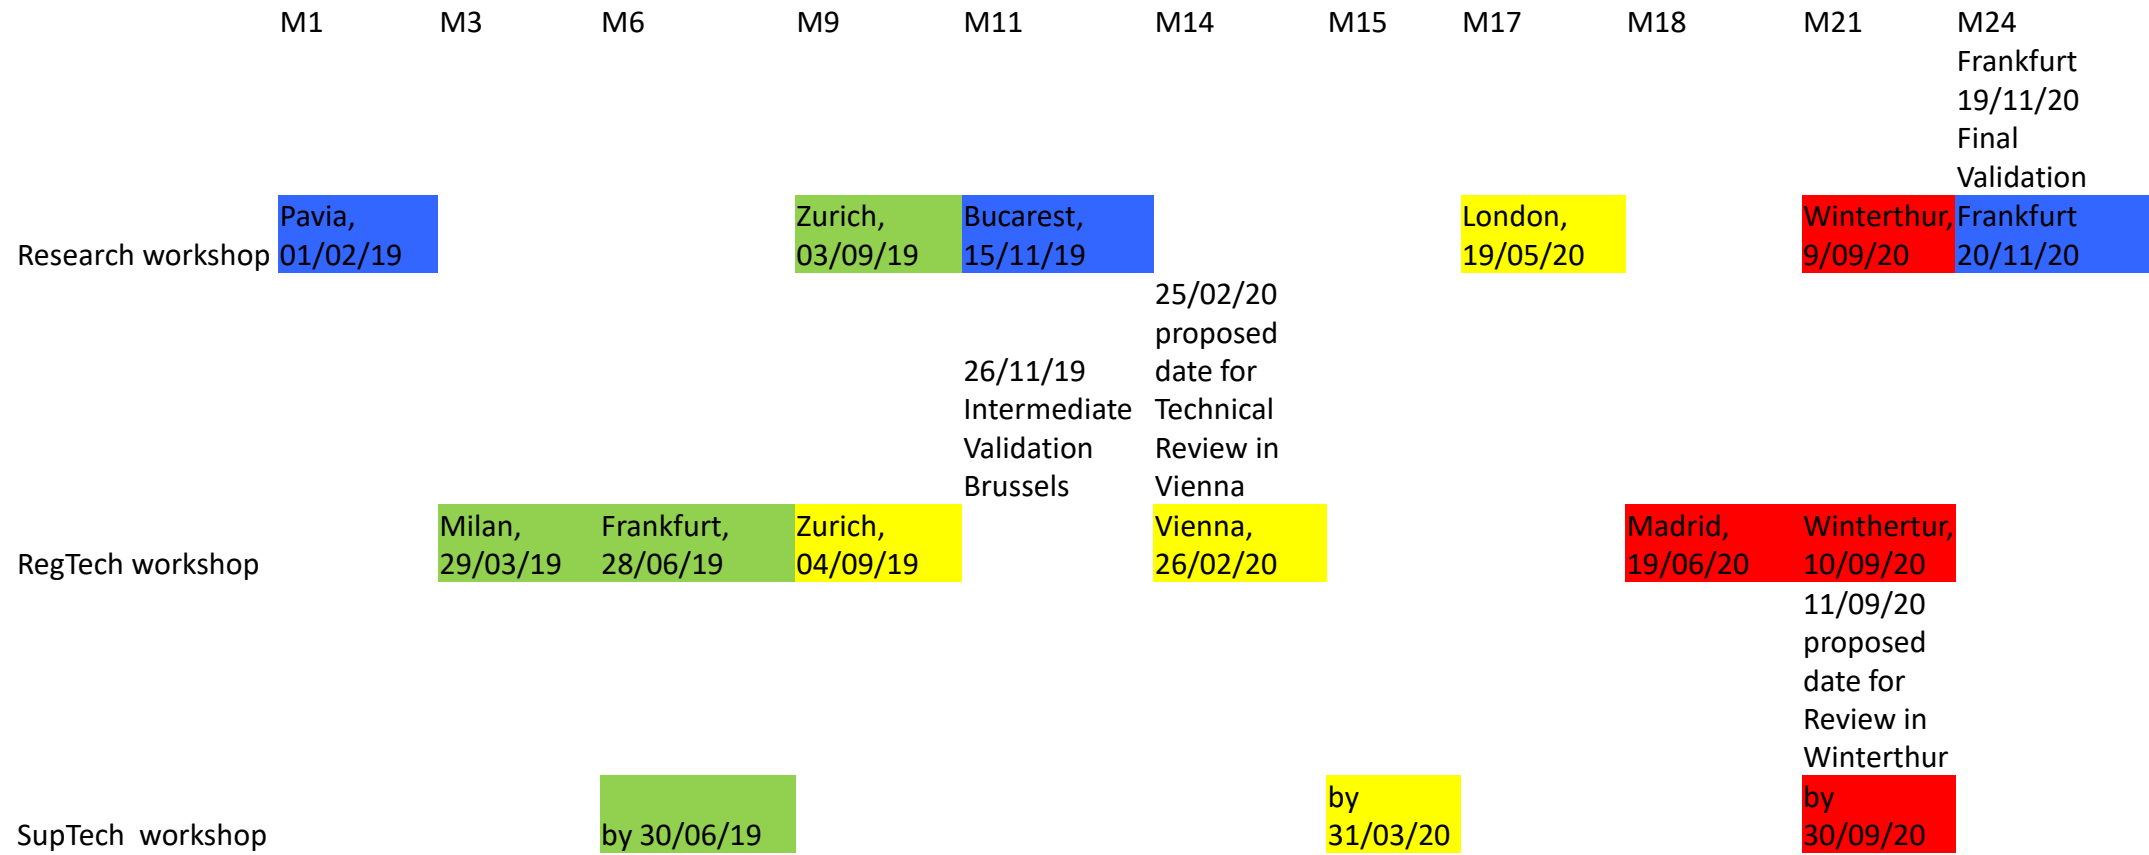 M1 M3 M6 M9 M11 M14 M15 M17 M18 M21 M24
Frankfurt
19/11/20
Final
Validation
Pavia, Zurich, Bucarest, London, Winterthur, Frankfurt
Research workshop 01/02/19 03/09/19 15/11/19 19/05/20 9/09/20 20/11/20
25/02/20
proposed
26/11/19 date for
Intermediate Technical
Validation Review in
Brussels Vienna
Milan, Frankfurt, Zurich, Vienna, Madrid, Winthertur,
RegTech workshop 29/03/19 28/06/19 04/09/19 26/02/20 19/06/20 10/09/20
11/09/20
proposed
date for
Review in
Winterthur
by by
SupTech workshop by 30/06/19 31/03/20 30/09/20